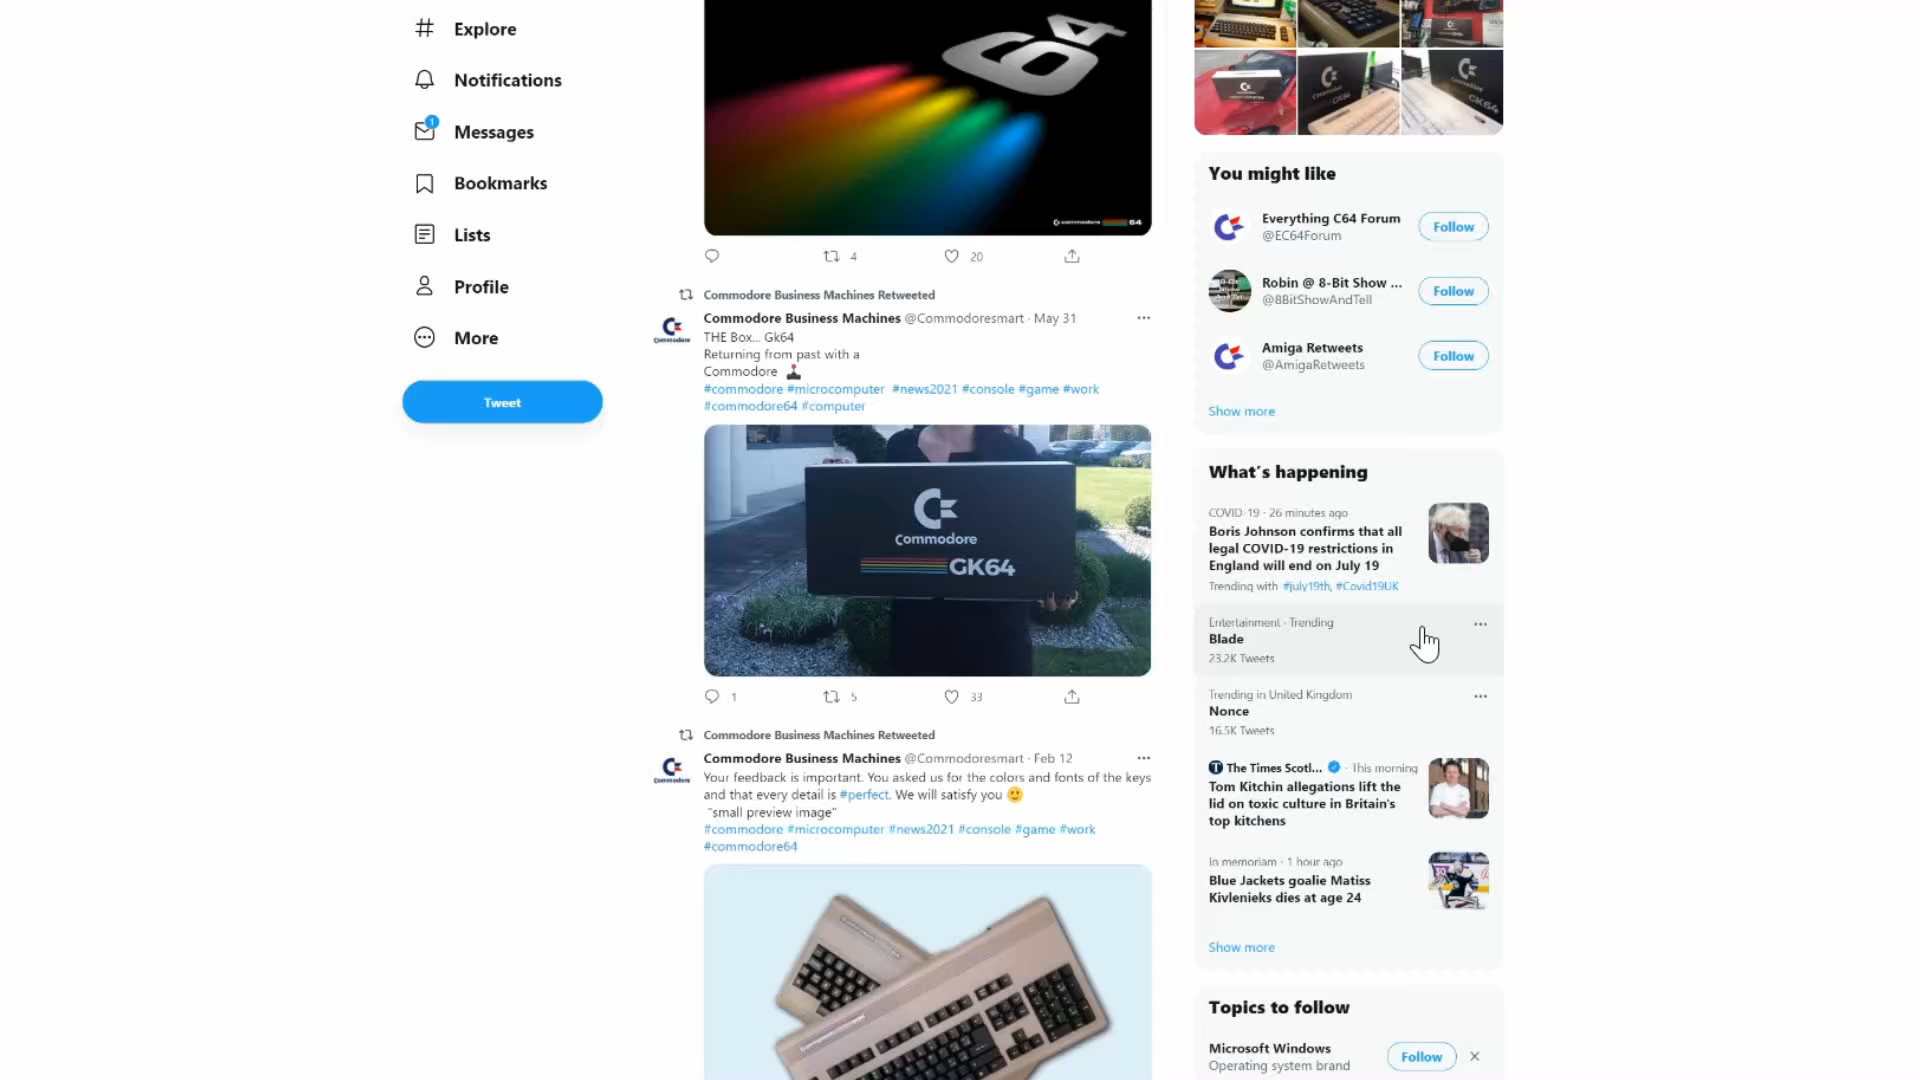 Explore
Notifications
1
Messages
Bookmarks
Lists
Profile
More
Tweet
C64
commodore 64
4
20
Commodore Business Machines Retweeted
Commodore Business Machines @Commodoresmart · May 31
THE Box... Gk64
Returning from past with a
Commodore
#commodore #microcomputer #news2021 #console #game #work
#commodore64 #computer
Commodore
GK64
1
5
33
Commodore Business Machines Retweeted
Commodore Business Machines @Commodoresmart · Feb 12
Your feedback is important. You asked us for the colors and fonts of the keys
and that every detail is #perfect. We will satisfy you
"small preview image"
#commodore #microcomputer #news2021 #console #game #work
#commodore64
You might like
Everything C64 Forum
@EC64Forum
Follow
Robin @ 8-Bit Show ...
@8BitShowAndTell
Follow
Amiga Retweets
@AmigaRetweets
Follow
Show more
What's happening
COVID-19 · 26 minutes ago
Boris Johnson confirms that all
legal COVID-19 restrictions in
England will end on July 19
Trending with #july19th, #Covid19UK
Entertainment · Trending
Blade
23.2K Tweets
Trending in United Kingdom
Nonce
16.5K Tweets
The Times Scotl... · This morning
Tom Kitchin allegations lift the
lid on toxic culture in Britain's
top kitchens
In memoriam · 1 hour ago
Blue Jackets goalie Matiss
Kivlenieks dies at age 24
Show more
Topics to follow
Microsoft Windows
Operating system brand
Follow